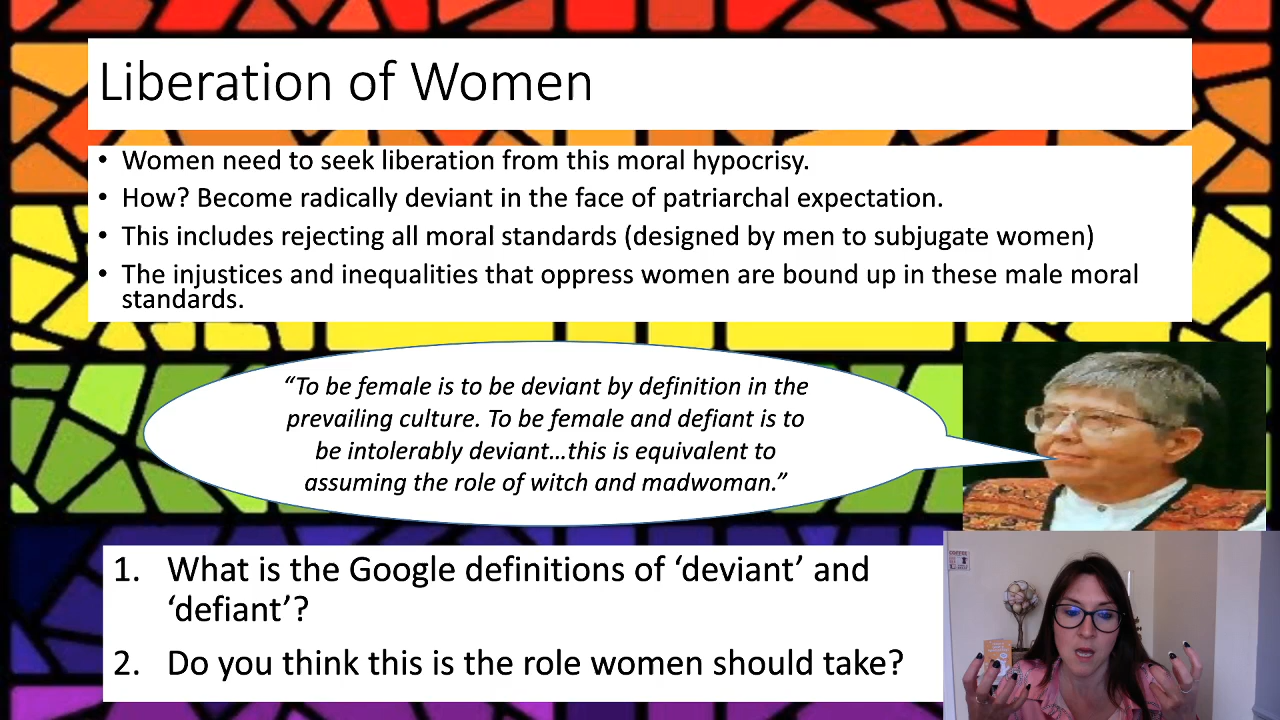 Liberation of Women
• Women need to seek liberation from this moral hypocrisy.
• How? Become radically deviant in the face of patriarchal expectation.
• This includes rejecting all moral standards (designed by men to subjugate women)
• The injustices and inequalities that oppress women are bound up in these male moral
standards.
“To be female is to be deviant by definition in the
prevailing culture. To be female and defiant is to
be intolerably deviant…this is equivalent to
assuming the role of witch and madwoman.”
1. What is the Google definitions of ‘deviant’ and
‘defiant’?
2. Do you think this is the role women should take?